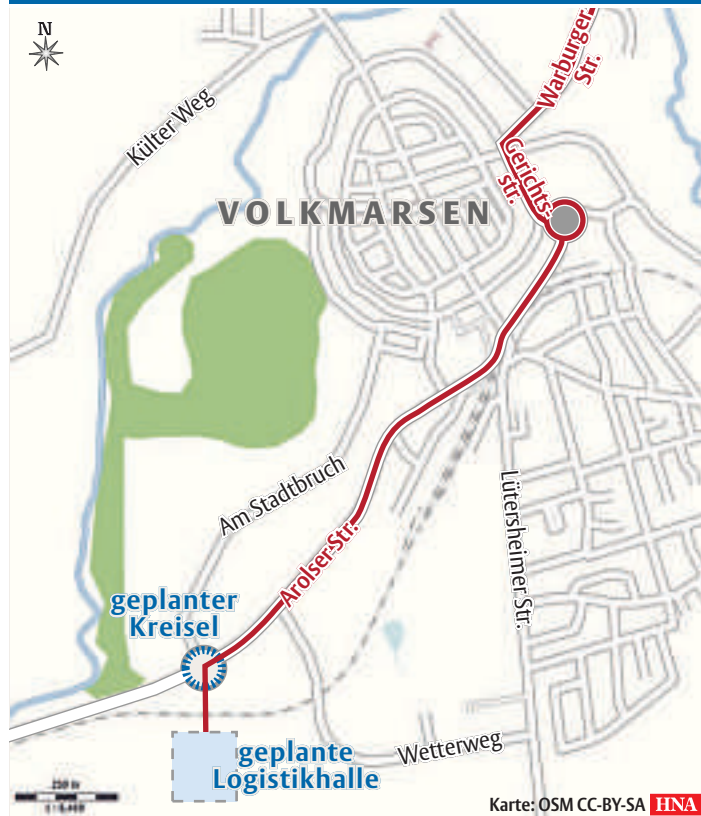 N
Warburger-
Str.
Külter Weg
Gerichts-
str.
VOLKMARSEN
Am Stadtbruch
Lütersheimer Str.
Arolser-Str.
geplanter
Kreisel
geplante
Logistikhalle
Wetterweg
Karte: OSM CC-BY-SA HNA